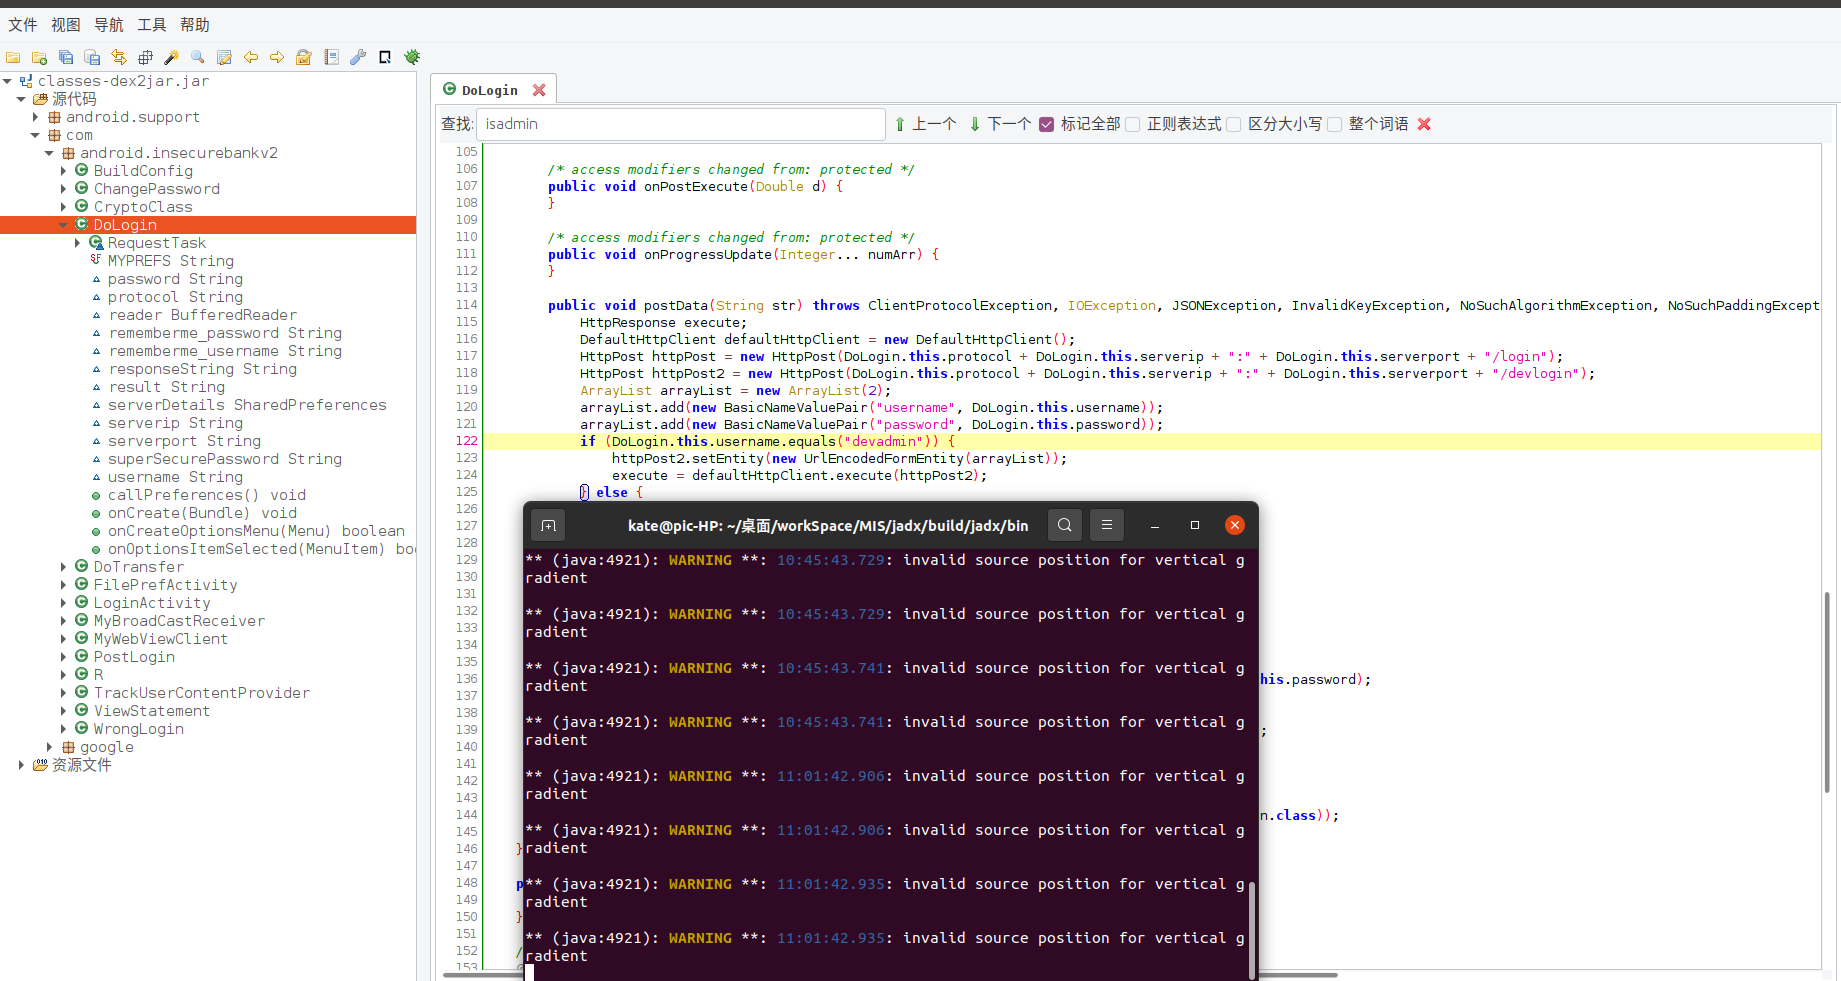 文件 视图 导航 工具 帮助
classes-dex2jar.jar
源代码
android.support
com
android.insecurebankv2
BuildConfig
ChangePassword
CryptoClass
DoLogin
RequestTask
MYPREFS String
password String
protocol String
reader BufferedReader
rememberme_password String
rememberme_username String
responseString String
result String
serverDetails SharedPreferences
serverip String
serverport String
superSecurePassword String
username String
callPreferences() void
onCreate(Bundle) void
onCreateOptionsMenu(Menu) boolean
onOptionsItemSelected(MenuItem) boo
DoTransfer
FilePrefActivity
LoginActivity
MyBroadCastReceiver
MyWebViewClient
PostLogin
R
TrackUserContentProvider
ViewStatement
WrongLogin
google
资源文件
DoLogin
查找: isadmin 上一个 下一个 标记全部 正则表达式 区分大小写 整个词语
105
106 /* access modifiers changed from: protected */
107 public void onPostExecute(Double d) {
108 }
109
110 /* access modifiers changed from: protected */
111 public void onProgressUpdate(Integer... numArr) {
112 }
113
114 public void postData(String str) throws ClientProtocolException, IOException, JSONException, InvalidKeyException, NoSuchAlgorithmException, NoSuchPaddingExcept
115 HttpResponse execute;
116 DefaultHttpClient defaultHttpClient = new DefaultHttpClient();
117 HttpPost httpPost = new HttpPost(DoLogin.this.protocol + DoLogin.this.serverip + ":" + DoLogin.this.serverport + "/login");
118 HttpPost httpPost2 = new HttpPost(DoLogin.this.protocol + DoLogin.this.serverip + ":" + DoLogin.this.serverport + "/devlogin");
119 ArrayList arrayList = new ArrayList(2);
120 arrayList.add(new BasicNameValuePair("username", DoLogin.this.username));
121 arrayList.add(new BasicNameValuePair("password", DoLogin.this.password));
122 if (DoLogin.this.username.equals("devadmin")) {
123 httpPost2.setEntity(new UrlEncodedFormEntity(arrayList));
124 execute = defaultHttpClient.execute(httpPost2);
125 } else {
126
127
128
129
130
131
132
133
134
135
136 his.password);
137
138
139 ;
140
141
142
143
144 n.class));
145
146 }
147
148 p
149
150 }
151
152 /
153
kate@pic-HP: ~/桌面/workSpace/MIS/jadx/build/jadx/bin
** (java:4921): WARNING **: 10:45:43.729: invalid source position for vertical g
radient
** (java:4921): WARNING **: 10:45:43.729: invalid source position for vertical g
radient
** (java:4921): WARNING **: 10:45:43.741: invalid source position for vertical g
radient
** (java:4921): WARNING **: 10:45:43.741: invalid source position for vertical g
radient
** (java:4921): WARNING **: 11:01:42.906: invalid source position for vertical g
radient
** (java:4921): WARNING **: 11:01:42.906: invalid source position for vertical g
radient
** (java:4921): WARNING **: 11:01:42.935: invalid source position for vertical g
radient
** (java:4921): WARNING **: 11:01:42.935: invalid source position for vertical g
radient